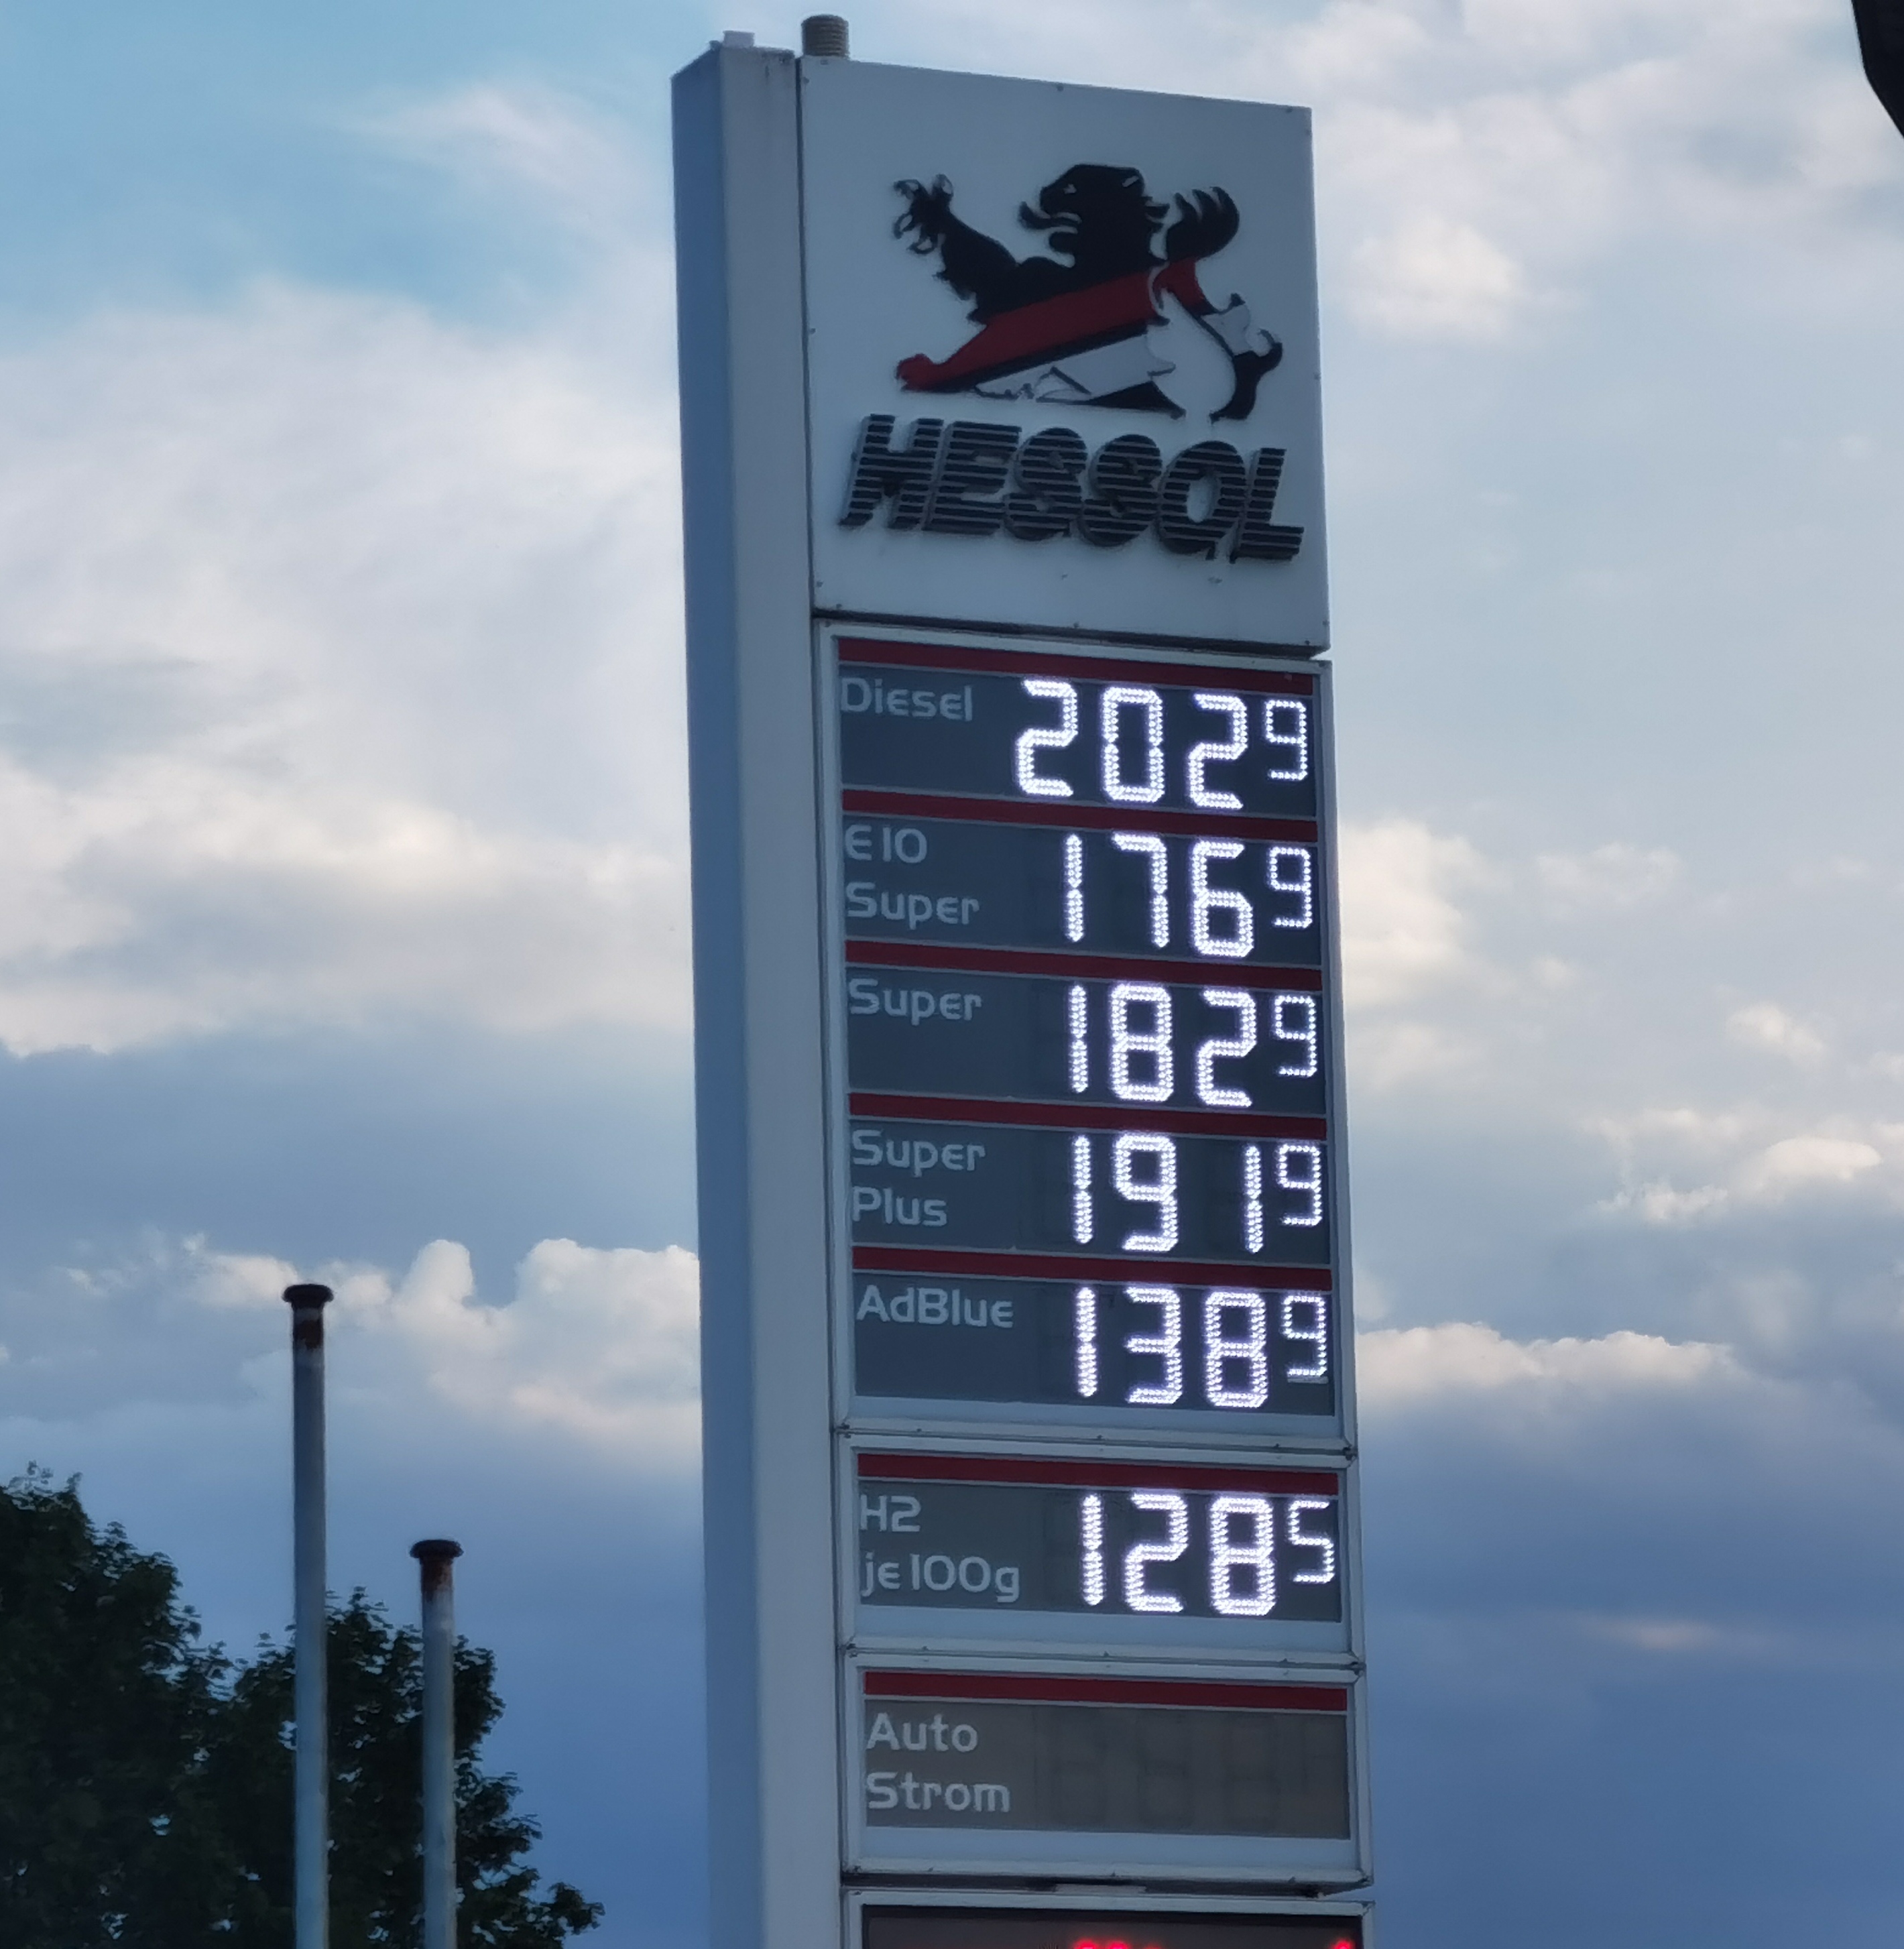 HESSOL
Diesel 2029
E10 1769
Super
Super 1829
Super 1919
Plus
AdBlue 1389
H2 1285
je 100g
Auto
Strom